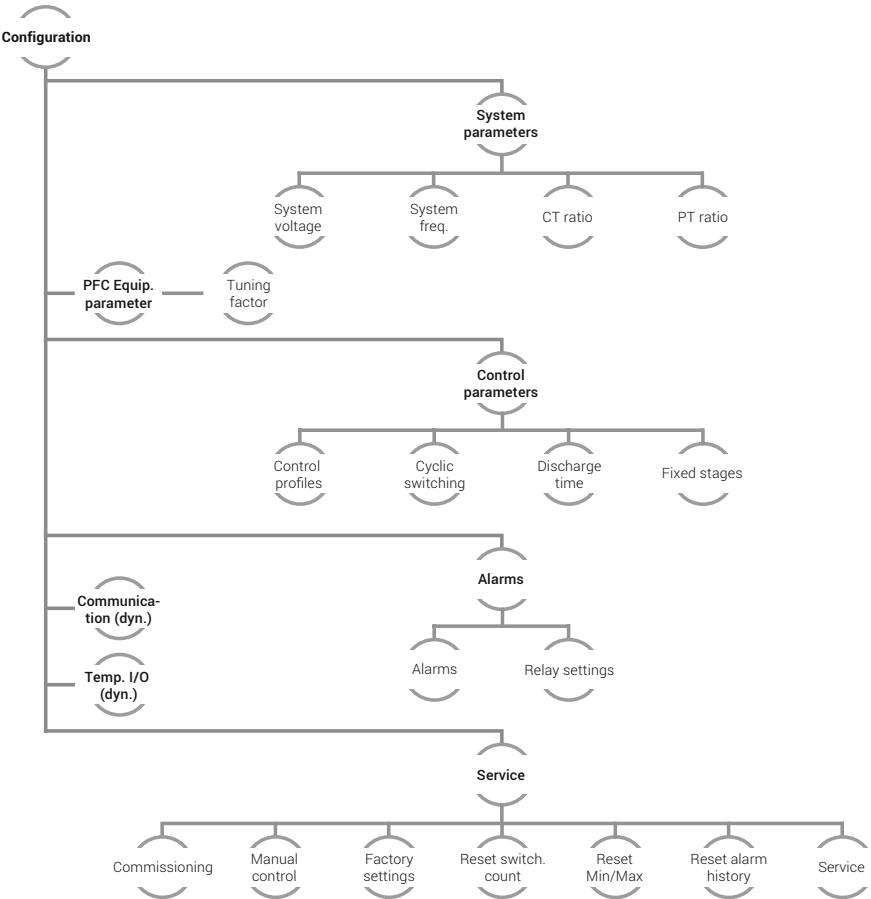 Configuration
System
parameters
System
voltage
System
freq.
CT ratio
PT ratio
PFC Equip.
parameter
Tuning
factor
Control
parameters
Control
profiles
Cyclic
switching
Discharge
time
Fixed stages
Alarms
Communica-
tion (dyn.)
Alarms
Relay settings
Temp. I/O
(dyn.)
Service
Commissioning
Manual
control
Factory
settings
Reset switch.
count
Reset
Min/Max
Reset alarm
history
Service